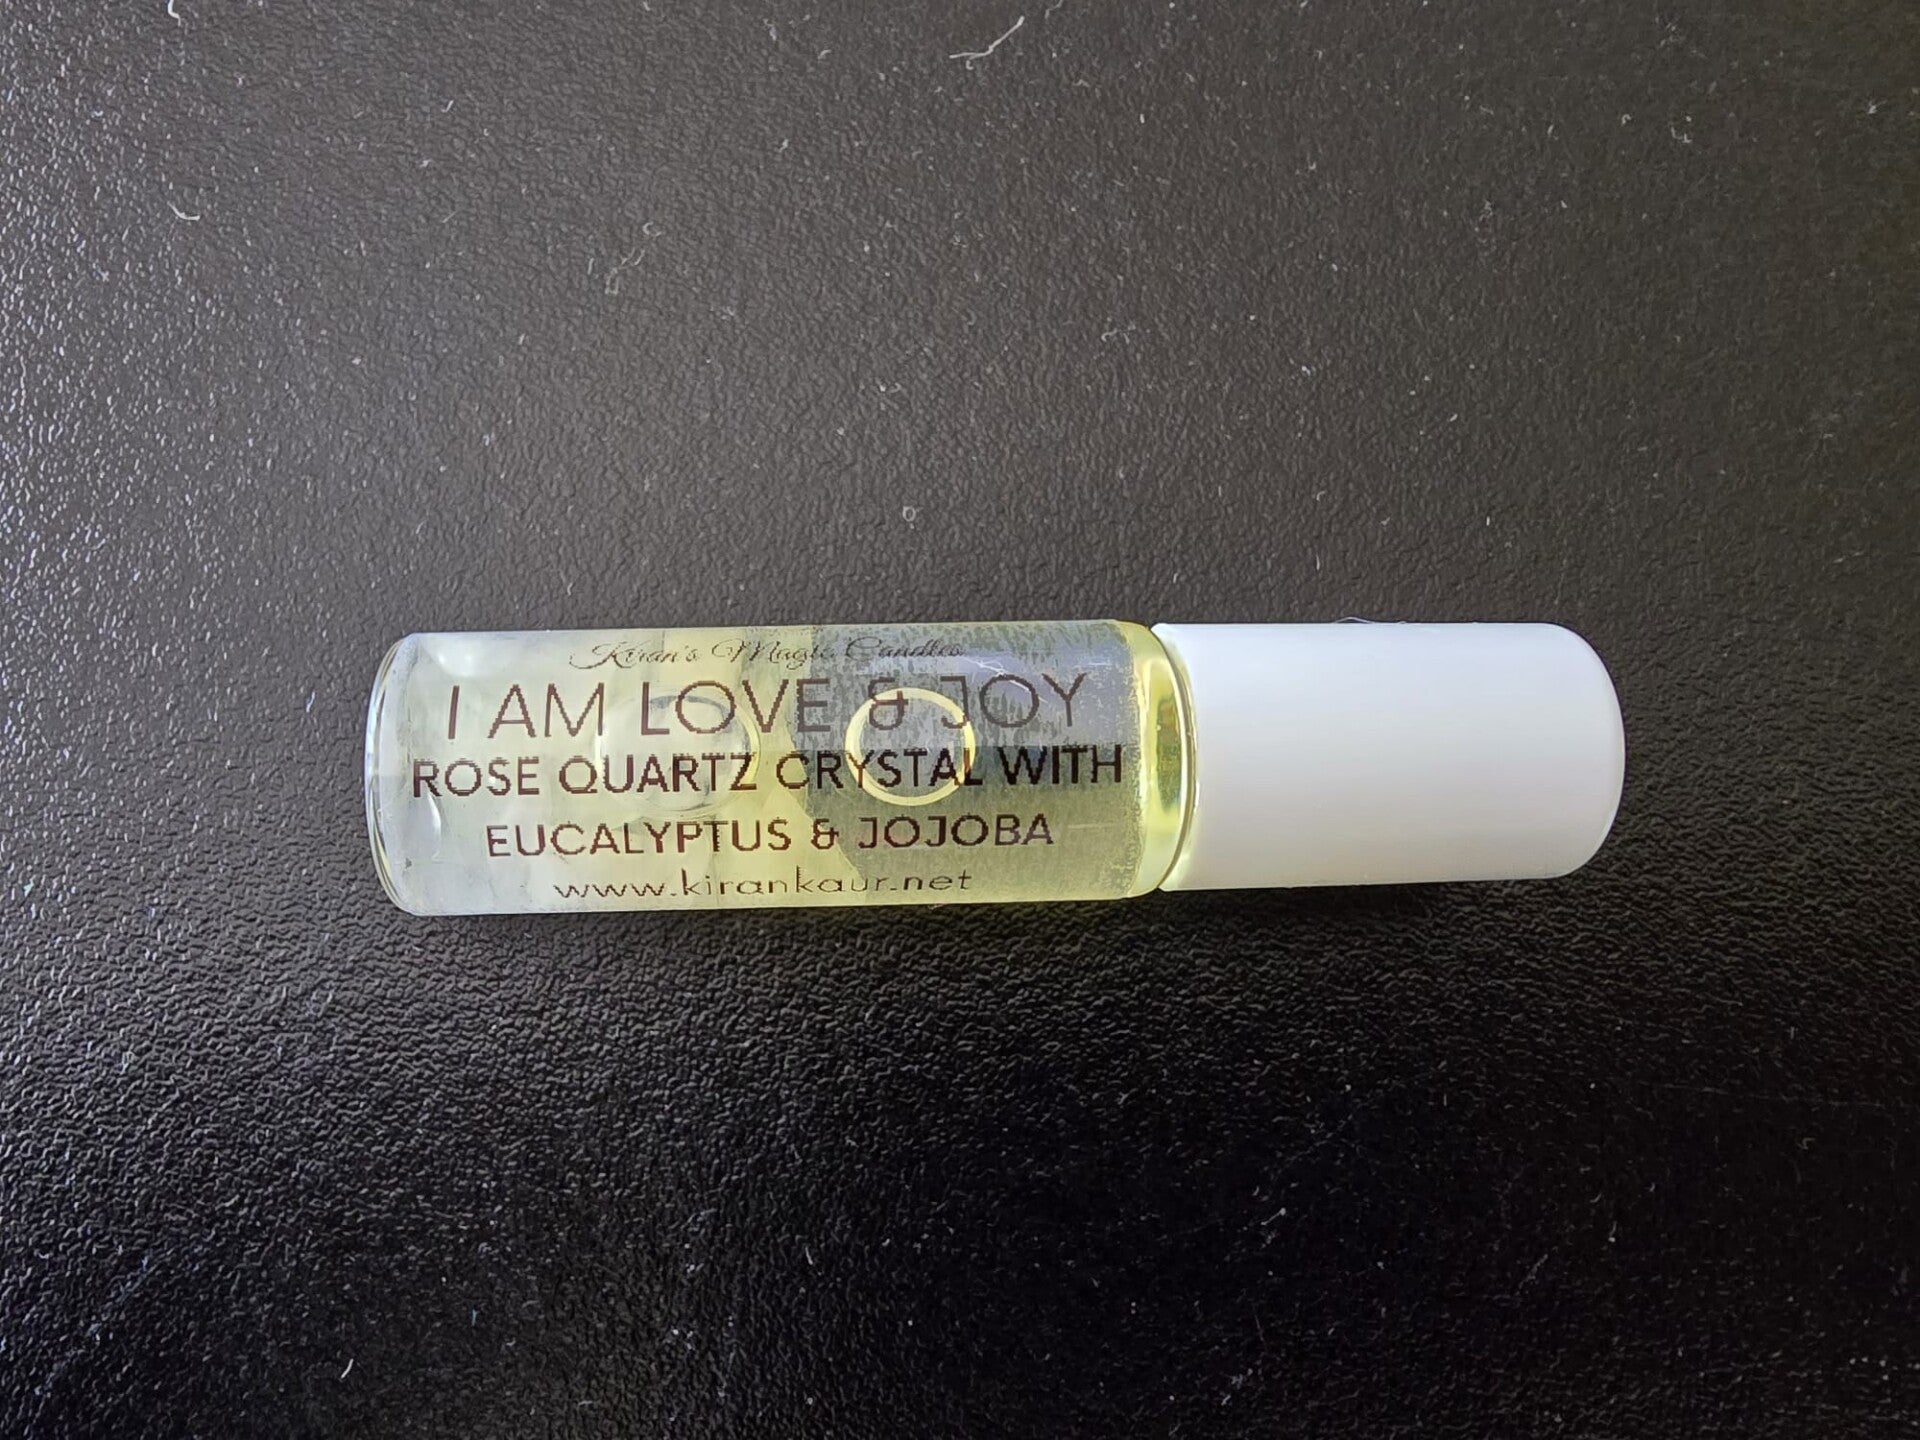 Kiran's Magic Candles
I AM LOVE & JOY
ROSE QUARTZ CRYSTAL WITH
EUCALYPTUS & JOJOBA
www.kirankaur.net